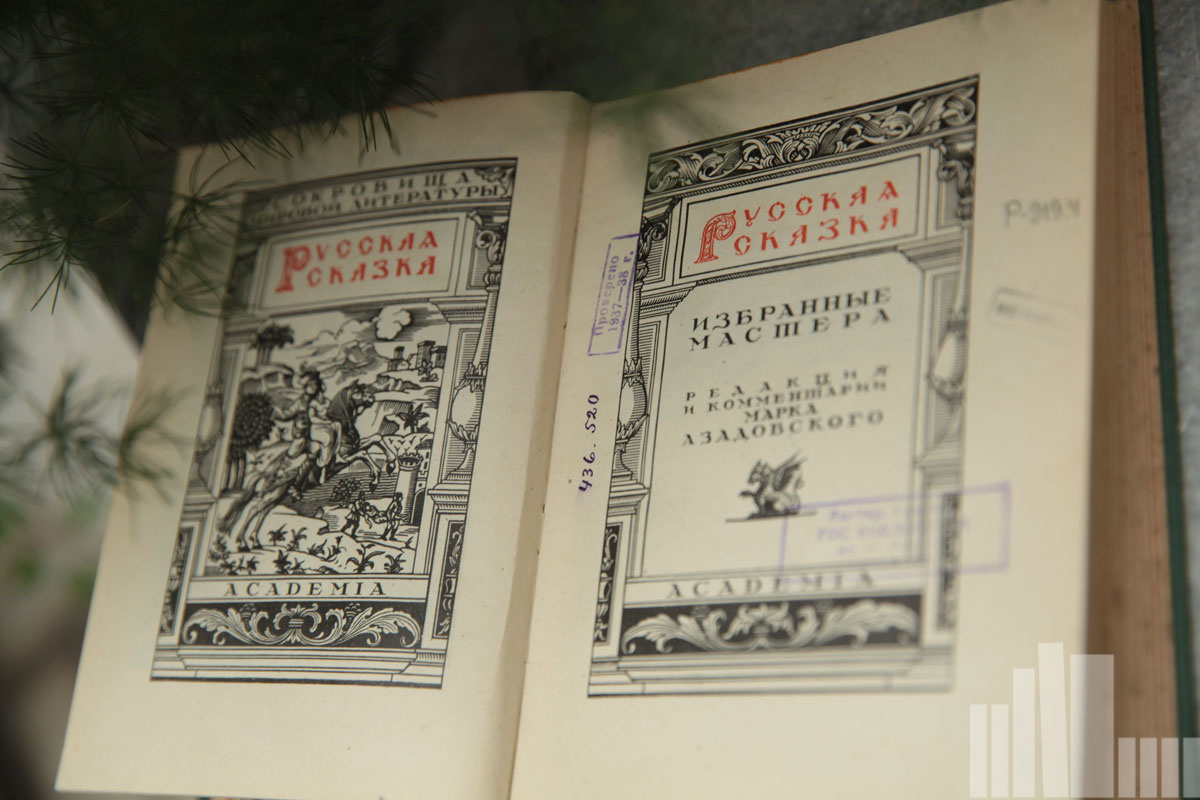 СОКРОВИЩА
МИРОВОЙ ЛИТЕРАТУРЫ
РУССКАЯ
СКАЗКА
ACADEMIA
РУССКАЯ
СКАЗКА
ИЗБРАННЫЕ
МАСТЕРА
РЕДАКЦИЯ
И КОММЕНТАРИИ
МАРКА
АЗАДОВСКОГО
ACADEMIA
Проверено
1937—38 г.
436.520